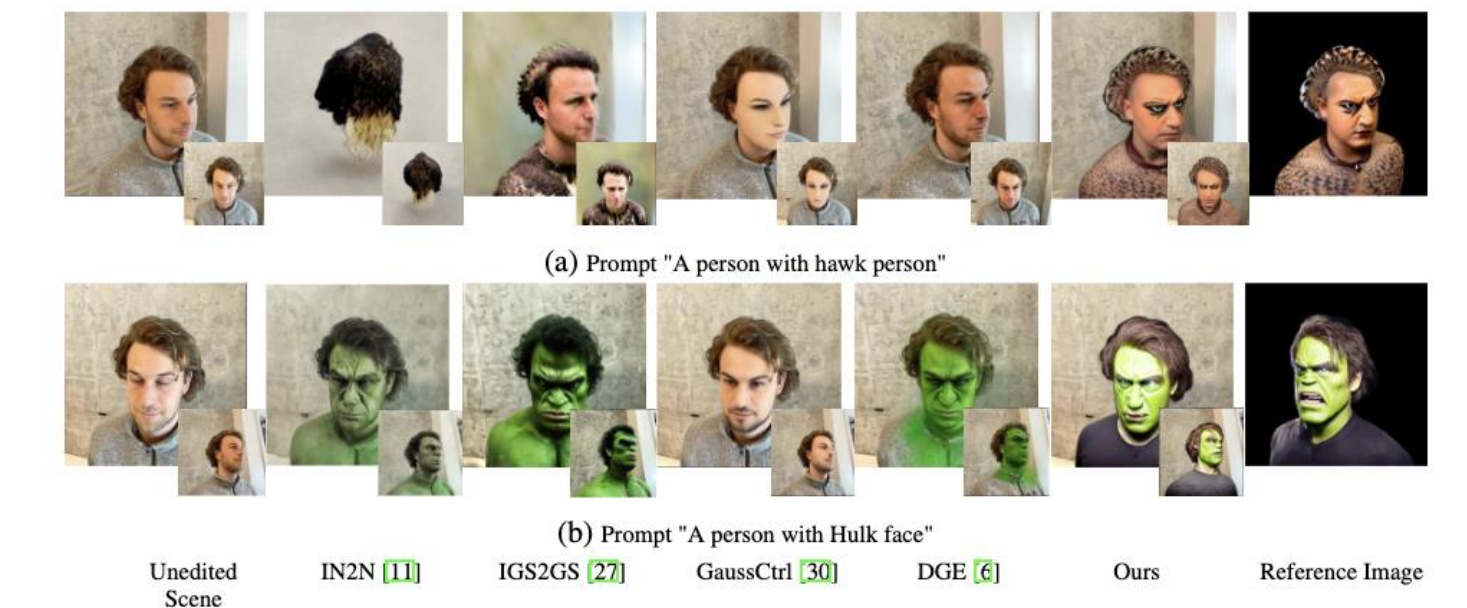 (a) Prompt "A person with hawk person"
(b) Prompt "A person with Hulk face"
Unedited Scene
IN2N [11]
IGS2GS [27]
GaussCtrl [30]
DGE [6]
Ours
Reference Image